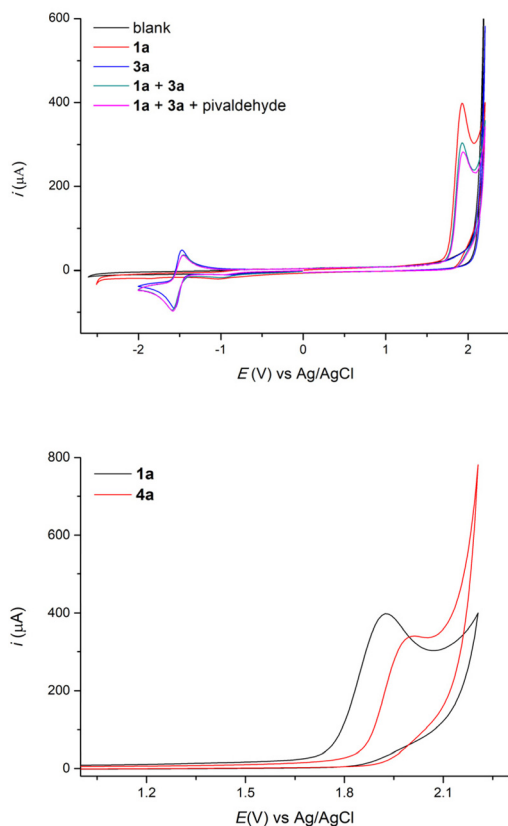 600
400
200
0
i (μA)
blank
1a
3a
1a + 3a
1a + 3a + pivaldehyde
-2 -1 0 1 2
E (V) vs Ag/AgCl
800
600
400
200
0
i (μA)
1a
4a
1.2 1.5 1.8 2.1
E(V) vs Ag/AgCl